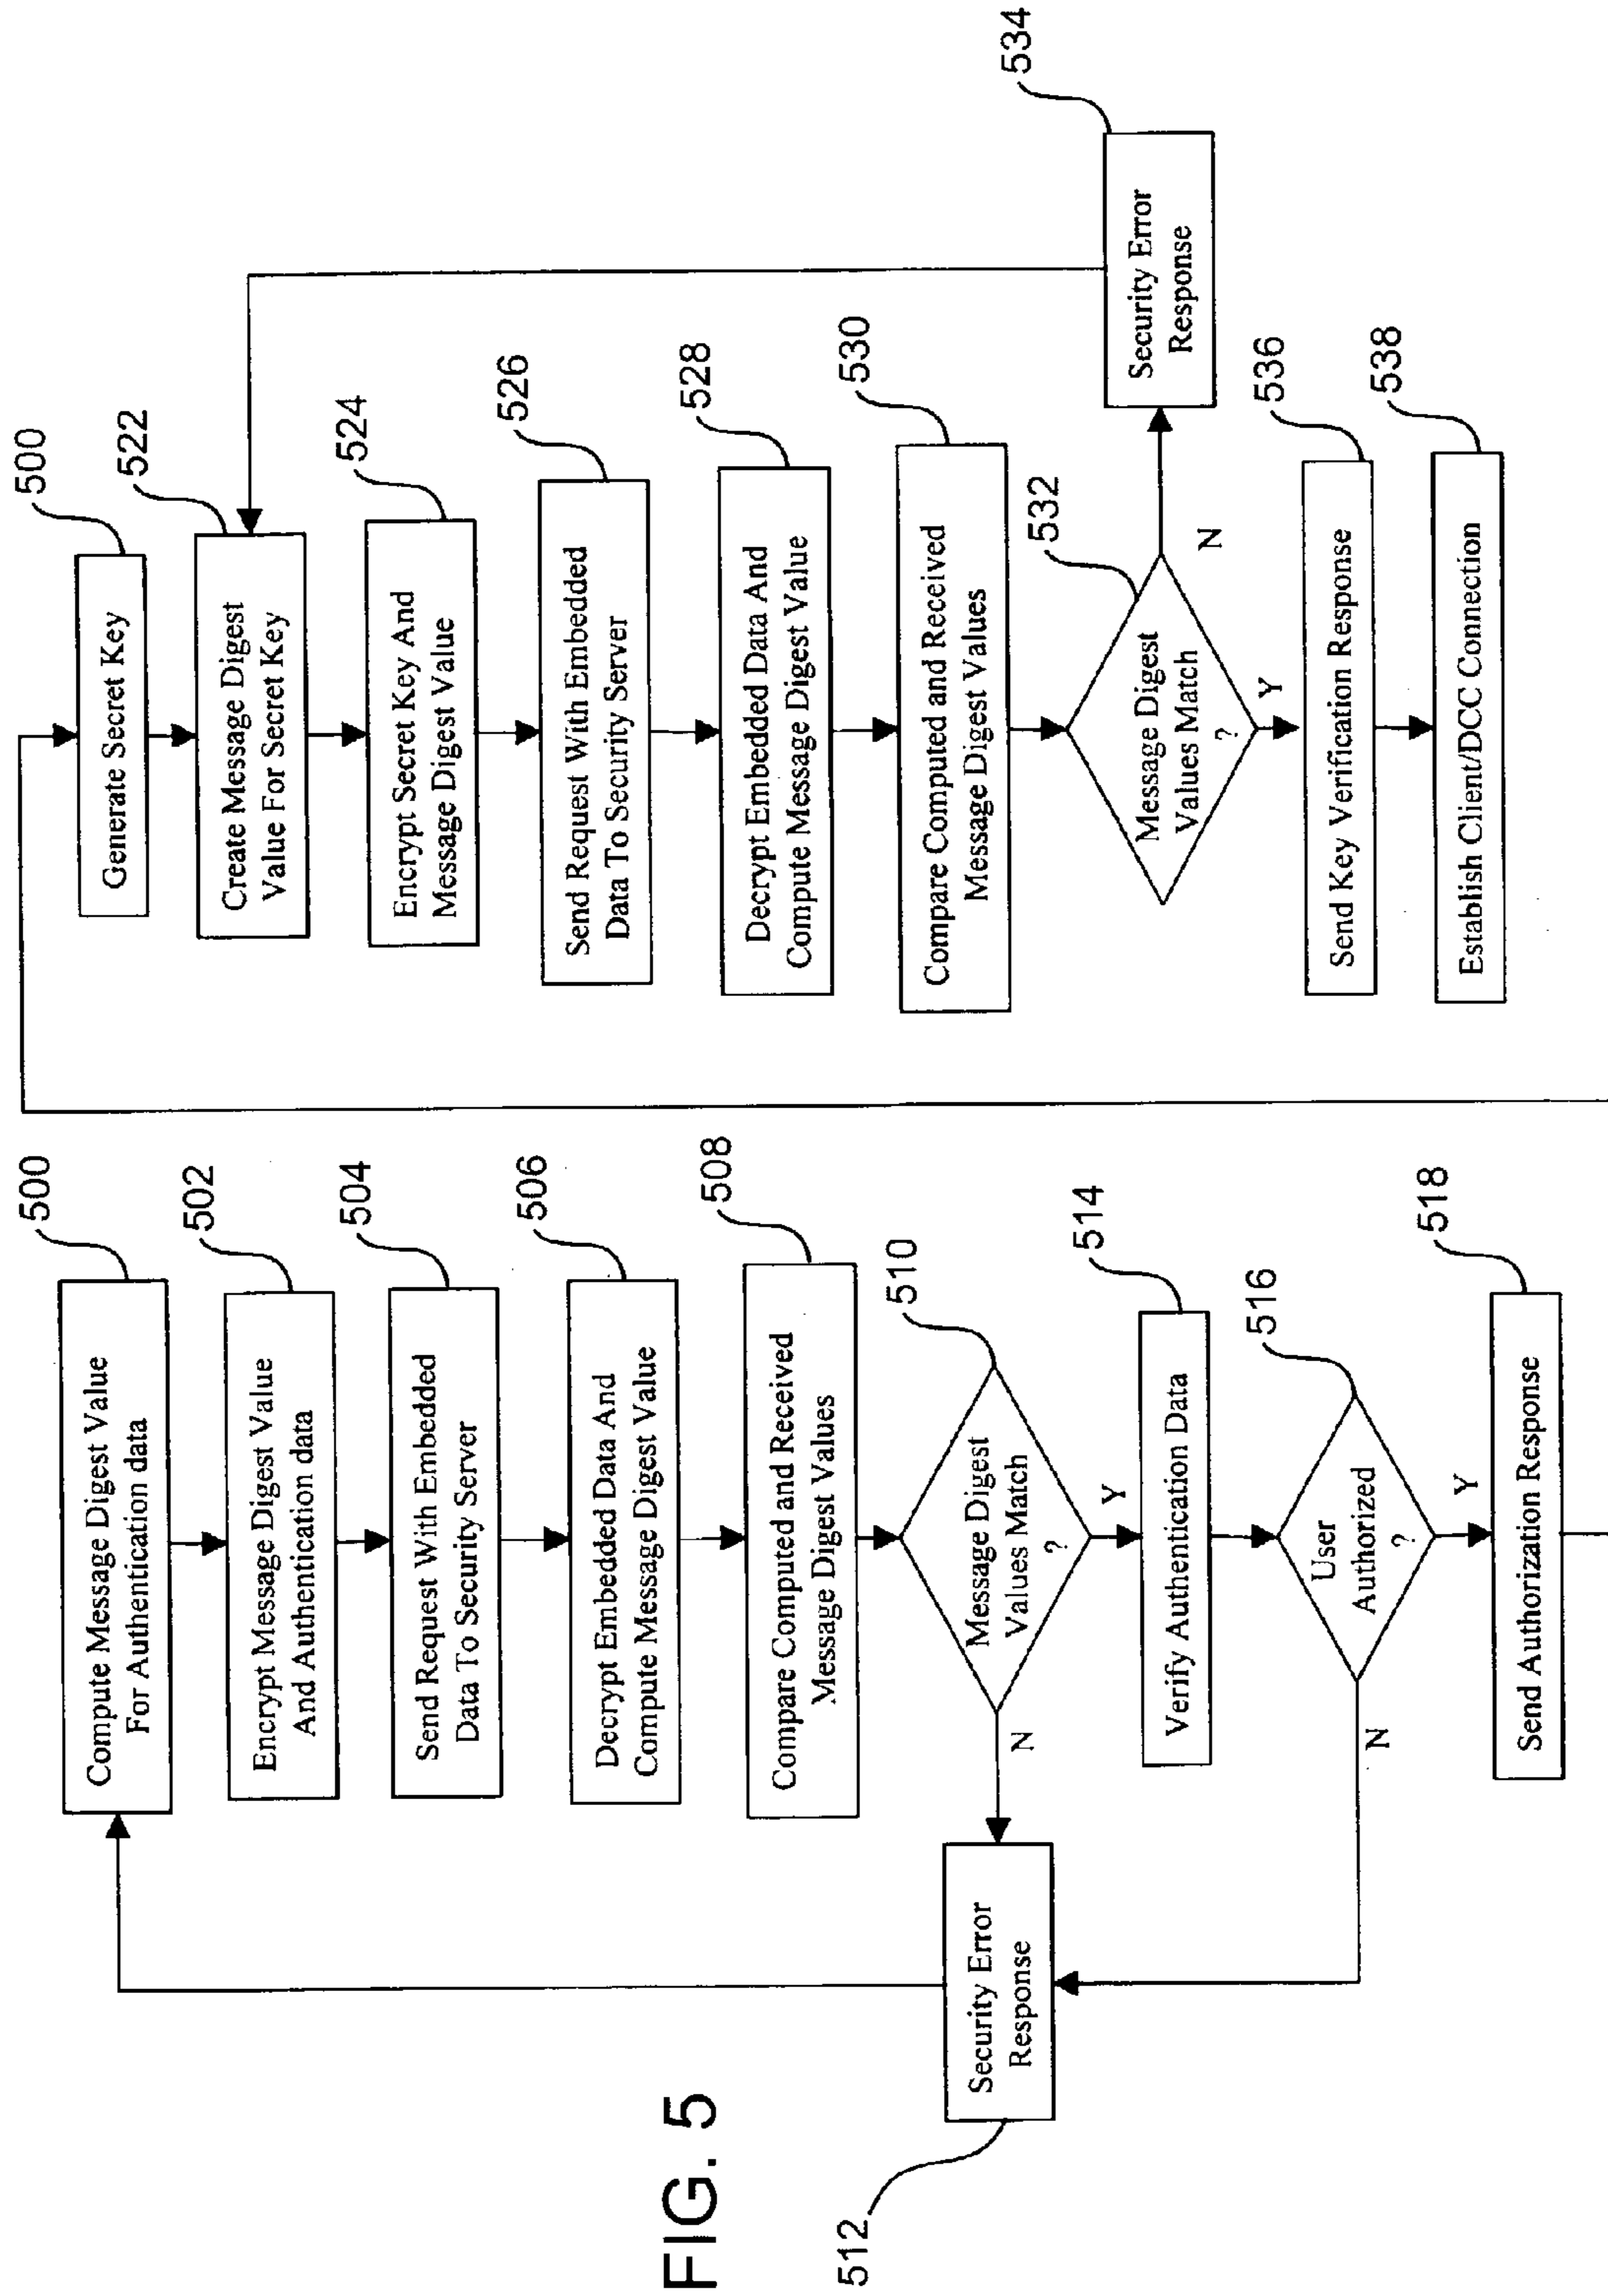 500
Compute Message Digest Value
For Authentication data
502
Encrypt Message Digest Value
And Authentication data
504
Send Request With Embedded
Data To Security Server
506
Decrypt Embedded Data And
Compute Message Digest Value
508
Compare Computed and Received
Message Digest Values
510
Message Digest
Values Match
?
N
Y
Security Error
Response
512
514
Verify Authentication Data
516
User
Authorized
?
N
Y
518
Send Authorization Response
500
Generate Secret Key
522
Create Message Digest
Value For Secret Key
524
Encrypt Secret Key And
Message Digest Value
526
Send Request With Embedded
Data To Security Server
528
Decrypt Embedded Data And
Compute Message Digest Value
530
Compare Computed and Received
Message Digest Values
532
Message Digest
Values Match
?
N
Y
534
Security Error
Response
536
Send Key Verification Response
538
Establish Client/DCC Connection
FIG. 5